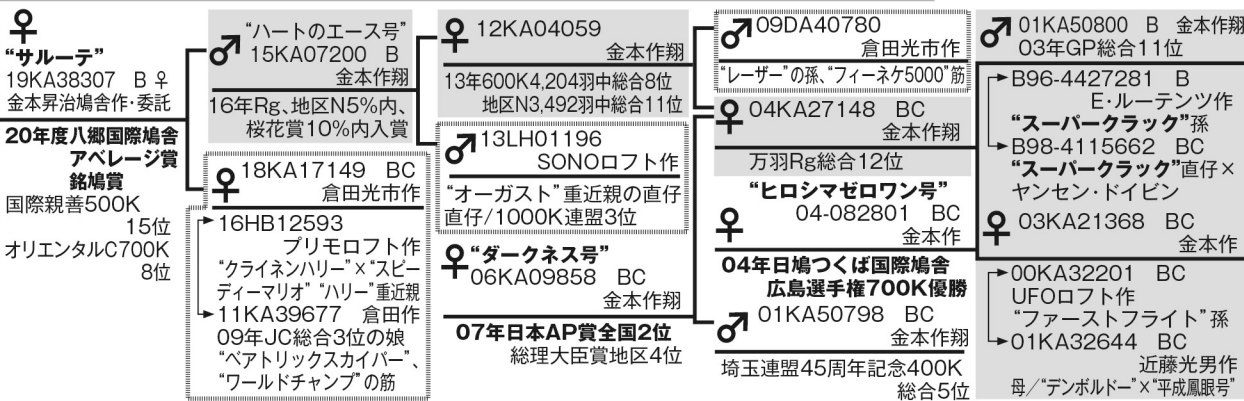 ♀
“サルーテ”
19KA38307 B♀
金本昇治鳩舎作・委託
20年度八郷国際鳩舎
アベレージ賞
銘鳩賞
国際親善500K
15位
オリエンタルC700K
8位
♂
“ハートのエース号”
15KA07200 B
金本作翔
16年Rg、地区N5%内、
桜花賞10%内入賞
♀
18KA17149 BC
倉田光市作
16HB12593
プリモロフト作
“クライネンハリー”×“スピー
ディーマリオ” “ハリー”重近親
11KA39677 倉田作
09年JC総合3位の娘
“ベアトリックスカイパー”、
“ワールドチャンプ”の筋
♀
12KA04059
金本作翔
13年600K4,204羽中総合8位
地区N3,492羽中総合11位
♂
13LH01196
SONOロフト作
“オーガスト”重近親の直仔
直仔/1000K連盟3位
♀
“ダークネス号”
06KA09858 BC
金本作翔
07年日本AP賞全国2位
総理大臣賞地区4位
♂
09DA40780
倉田光市作
“レーザー”の孫、“フィーネケ5000”筋
♀
04KA27148 BC
金本作翔
万羽Rg総合12位
“ヒロシマゼロワン号”
♀
04-082801 BC
金本作
04年日鳩つくば国際鳩舎
広島選手権700K優勝
♂
01KA50798 BC
金本作翔
埼玉連盟45周年記念400K
総合5位
♂
01KA50800 B 金本作翔
03年GP総合11位
B96-4427281 B
E・ルーテンツ作
“スーパークラック”孫
B98-4115662 BC
“スーパークラック”直仔×
ヤンセン・ドイビン
♀
03KA21368 BC
金本作
00KA32201 BC
UFOロフト作
“ファーストフライト”孫
01KA32644 BC
近藤光男作
母/“デンボルドー”×“平成鳳眼号”